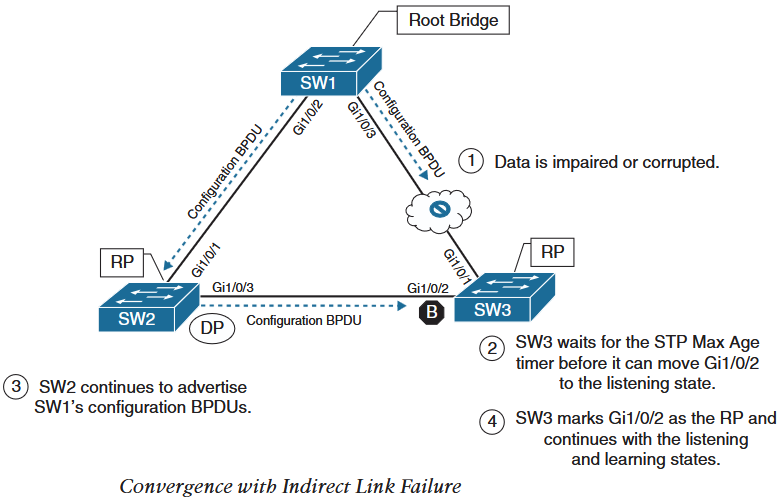 Root Bridge
SW1
Gi1/0/2
Gi1/0/3
Configuration BPDU
Configuration BPDU
1 Data is impaired or corrupted.
RP
Gi1/0/1
Gi1/0/1
RP
SW2
Gi1/0/3
Gi1/0/2
DP
Configuration BPDU
B
SW3
2 SW3 waits for the STP Max Age
timer before it can move Gi1/0/2
to the listening state.
3 SW2 continues to advertise
SW1's configuration BPDUs.
4 SW3 marks Gi1/0/2 as the RP and
continues with the listening
and learning states.
Convergence with Indirect Link Failure